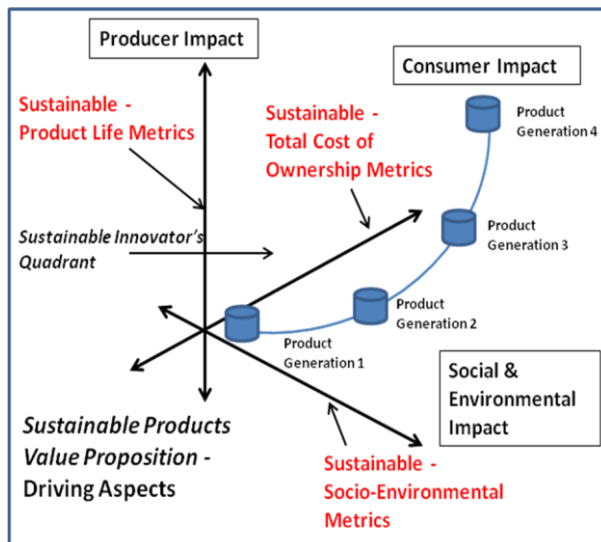 Producer Impact
Consumer Impact
Sustainable -
Product Life Metrics
Sustainable -
Total Cost of
Ownership Metrics
Product
Generation 4
Sustainable Innovator's
Quadrant
Product
Generation 3
Product
Generation 2
Product
Generation 1
Social &
Environmental
Impact
Sustainable Products
Value Proposition -
Driving Aspects
Sustainable -
Socio-Environmental
Metrics